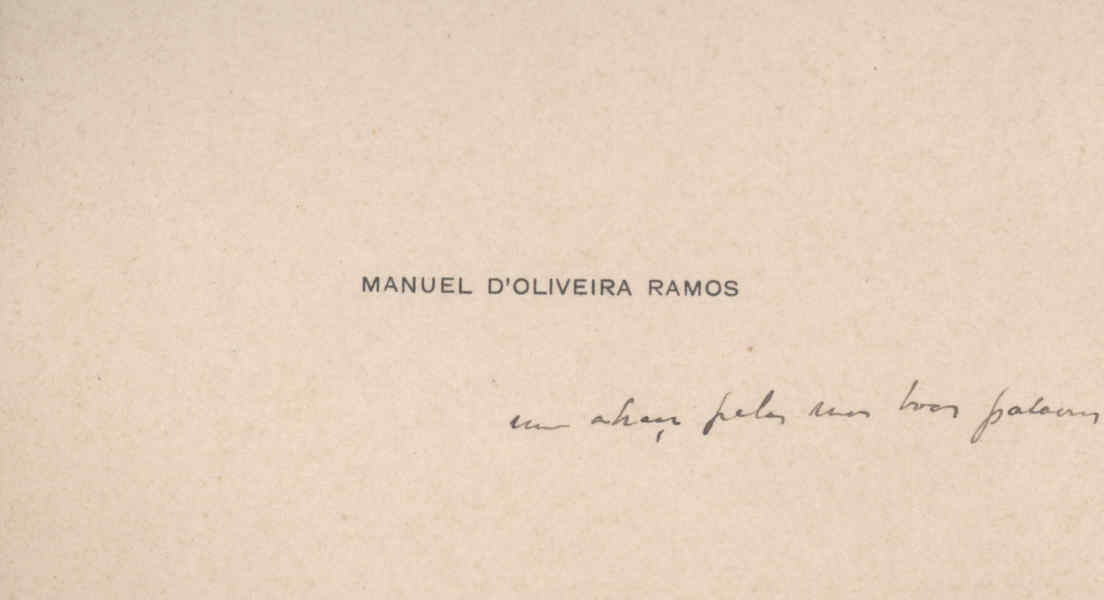 MANUEL D'OLIVEIRA RAMOS
um abraço pelas suas boas palavras